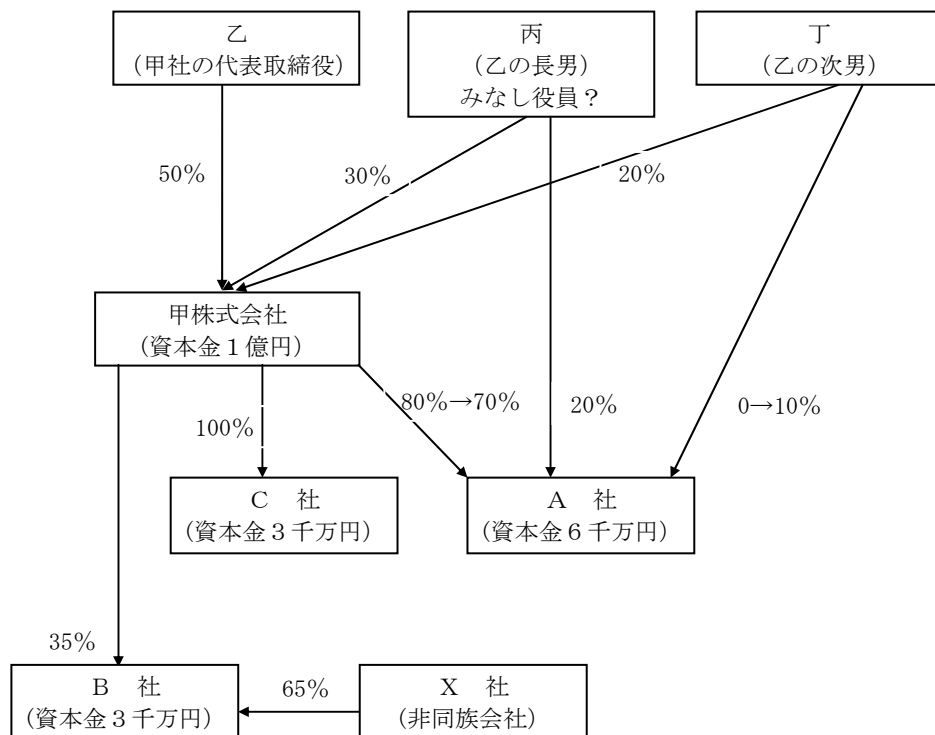 乙
(甲社の代表取締役)
丙
(乙の長男)
みなし役員？
丁
(乙の次男)
50%
30%
20%
甲株式会社
(資本金１億円)
80%→70%
20%
0→10%
100%
Ｃ　社
(資本金３千万円)
Ａ　社
(資本金６千万円)
35%
Ｂ　社
(資本金３千万円)
65%
Ｘ　社
(非同族会社)